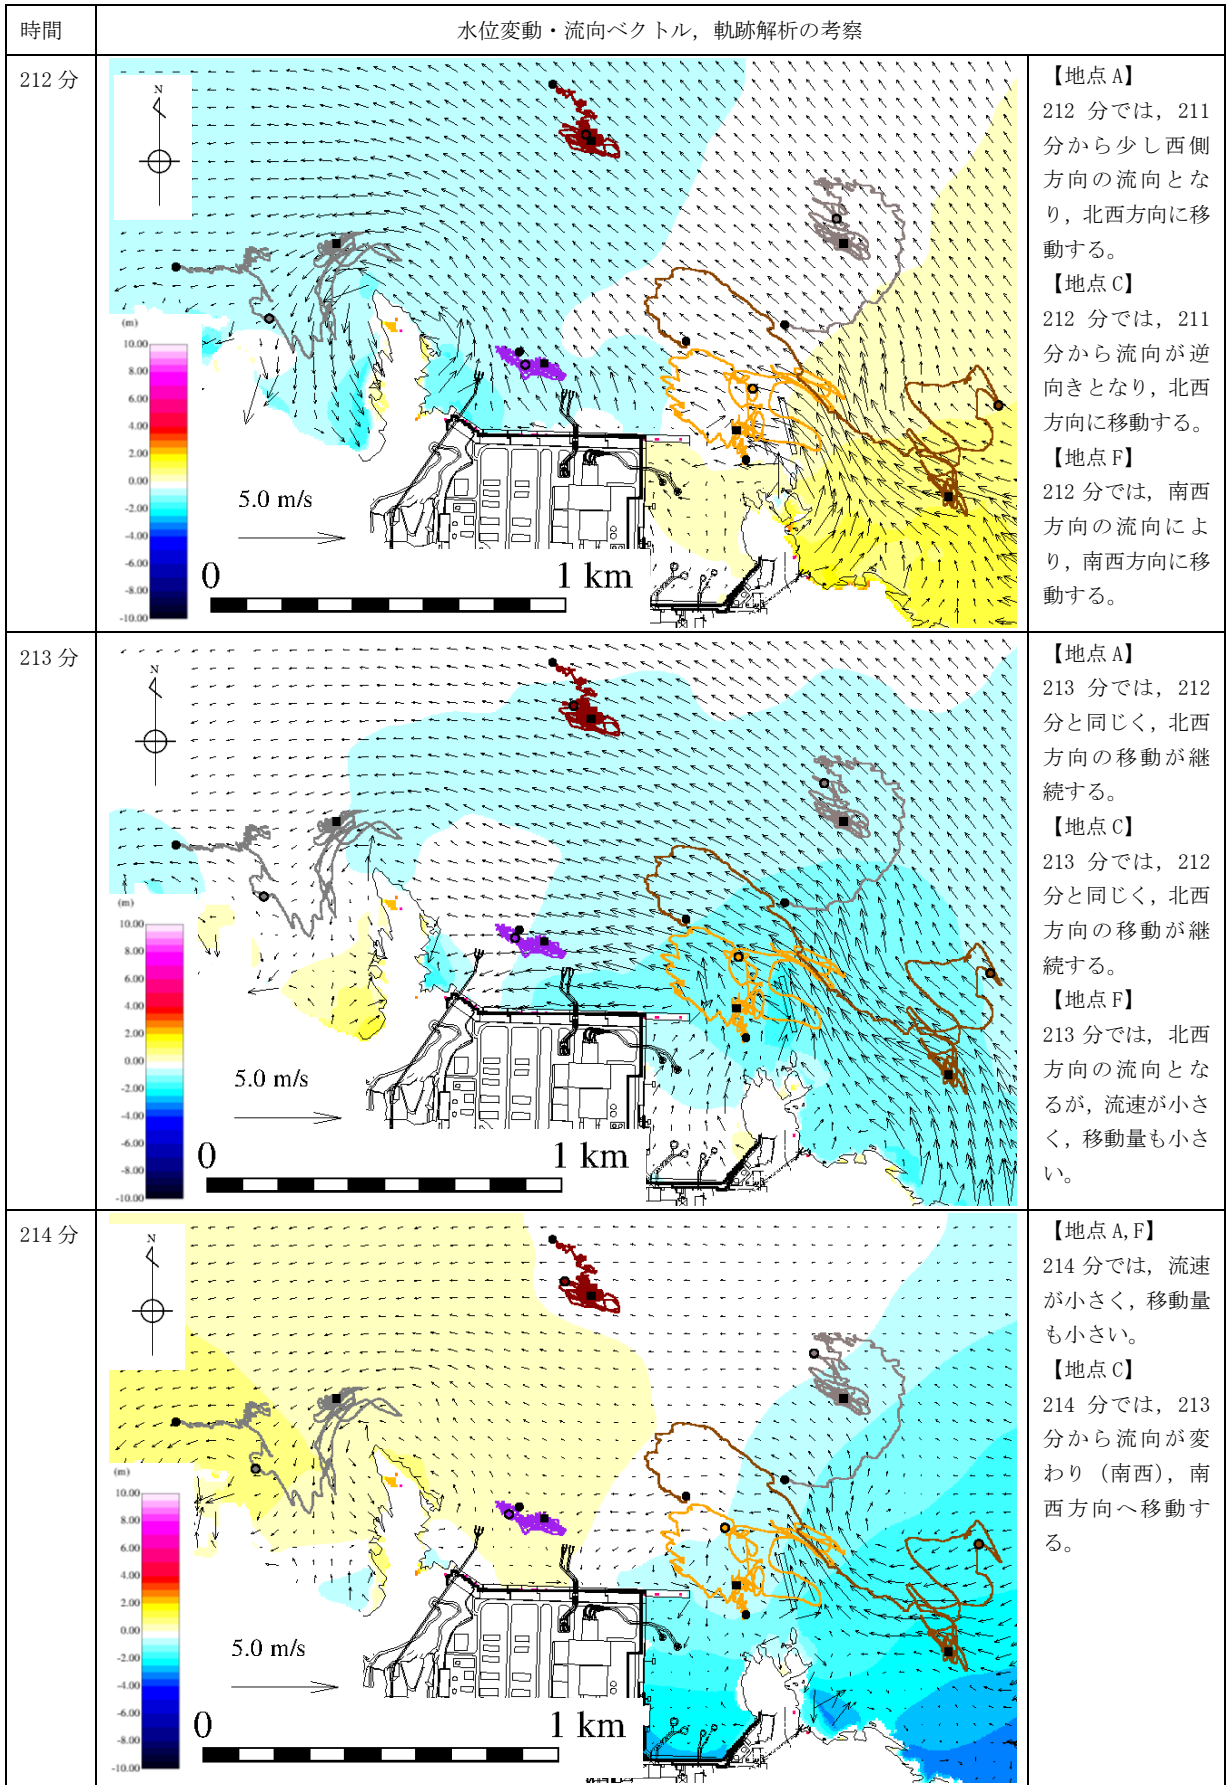 時間
水位変動・流向ベクトル，軌跡解析の考察
212 分
N
(m)
10.00
8.00
6.00
4.00
2.00
0.00
-2.00
-4.00
-6.00
-8.00
-10.00
5.0 m/s
0
1 km
【地点 A】
212 分では，211
分から少し西側
方向の流向とな
り，北西方向に移
動する。
【地点 C】
212 分では，211
分から流向が逆
向きとなり，北西
方向に移動する。
【地点 F】
212 分では，南西
方向の流向によ
り，南西方向に移
動する。
213 分
N
(m)
10.00
8.00
6.00
4.00
2.00
0.00
-2.00
-4.00
-6.00
-8.00
-10.00
5.0 m/s
0
1 km
【地点 A】
213 分では，212
分と同じく，北西
方向の移動が継
続する。
【地点 C】
213 分では，212
分と同じく，北西
方向の移動が継
続する。
【地点 F】
213 分では，北西
方向の流向とな
るが，流速が小さ
く，移動量も小さ
い。
214 分
N
(m)
10.00
8.00
6.00
4.00
2.00
0.00
-2.00
-4.00
-6.00
-8.00
-10.00
5.0 m/s
0
1 km
【地点 A, F】
214 分では，流速
が小さく，移動量
も小さい。
【地点 C】
214 分では，213
分から流向が変
わり（南西），南
西方向へ移動す
る。